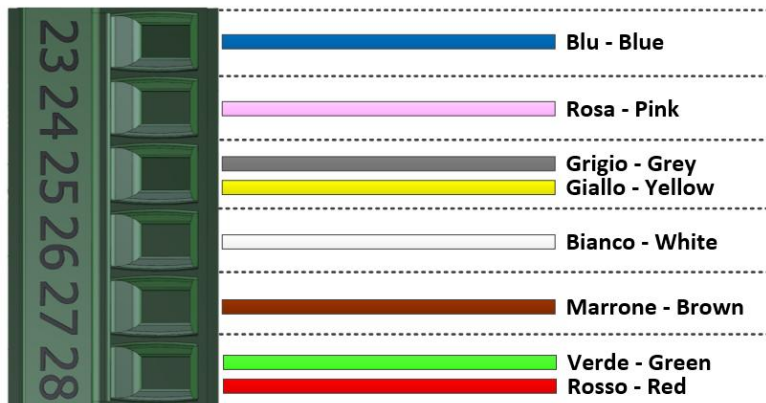 23
Blu - Blue
24
Rosa - Pink
25
Grigio - Grey
Giallo - Yellow
26
Bianco - White
27
Marrone - Brown
28
Verde - Green
Rosso - Red